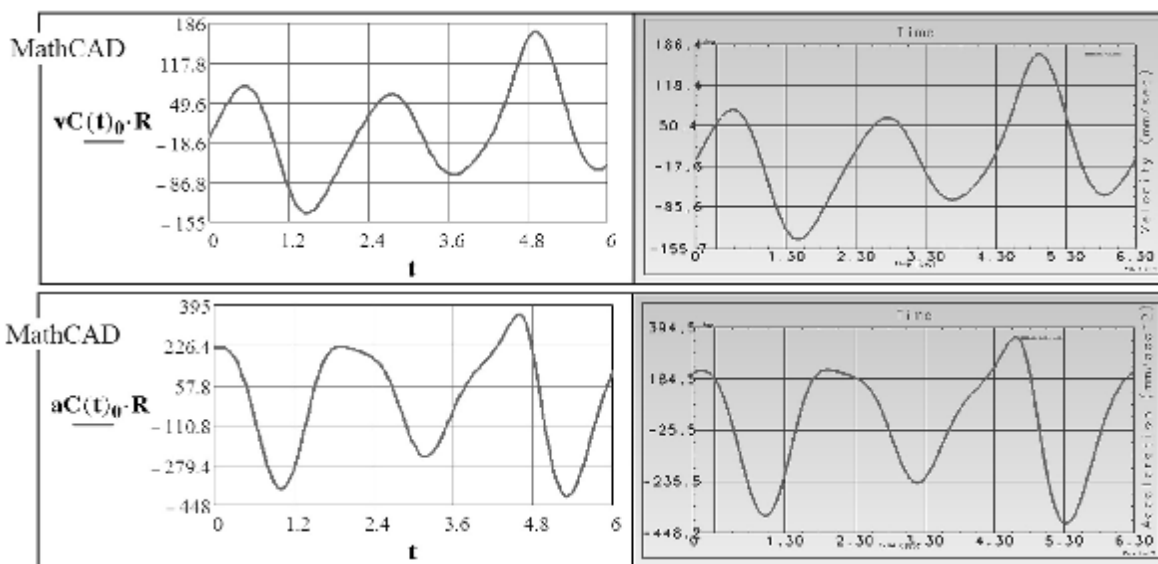 MathCAD
vC(t)₀·R
186
117.8
49.6
−18.6
−86.8
−155
0 1.2 2.4 3.6 4.8 6
t
Time
186.4
118.4
50.4
-17.6
-85.6
-155.7
0 1.30 2.30 3.30 4.30 5.30 6.30
Velocity (mm/sec)
MathCAD
aC(t)₀·R
395
226.4
57.8
−110.8
−279.4
−448
0 1.2 2.4 3.6 4.8 6
t
Time
394.5
184.5
-25.5
-235.5
0 1.30 2.30 3.30 4.30 5.30 6.30
Acceleration (mm/sec^2)